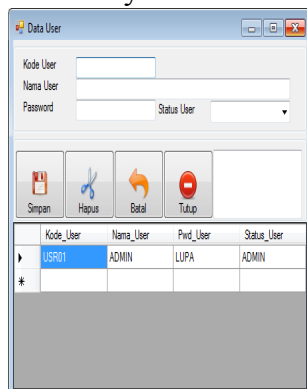 Data User
Kode User
Nama User
Password Status User
Simpan Hapus Batal Tutup
Kode_User Nama_User Pwd_User Status_User
USR01 ADMIN LUPA ADMIN